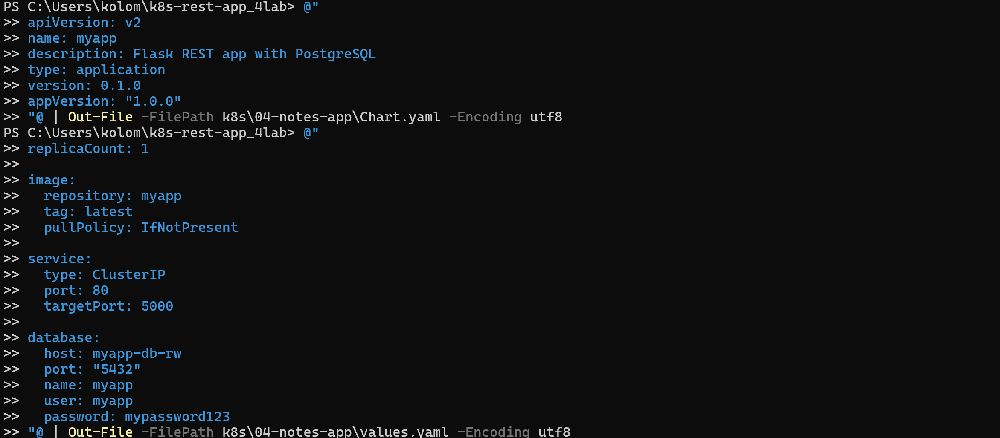 PS C:\Users\kolom\k8s-rest-app_4lab> @"
>> apiVersion: v2
>> name: myapp
>> description: Flask REST app with PostgreSQL
>> type: application
>> version: 0.1.0
>> appVersion: "1.0.0"
>> "@ | Out-File -FilePath k8s\04-notes-app\Chart.yaml -Encoding utf8
PS C:\Users\kolom\k8s-rest-app_4lab> @"
>> replicaCount: 1
>>
>> image:
>>   repository: myapp
>>   tag: latest
>>   pullPolicy: IfNotPresent
>>
>> service:
>>   type: ClusterIP
>>   port: 80
>>   targetPort: 5000
>>
>> database:
>>   host: myapp-db-rw
>>   port: "5432"
>>   name: myapp
>>   user: myapp
>>   password: mypassword123
>> "@ | Out-File -FilePath k8s\04-notes-app\values.yaml -Encoding utf8